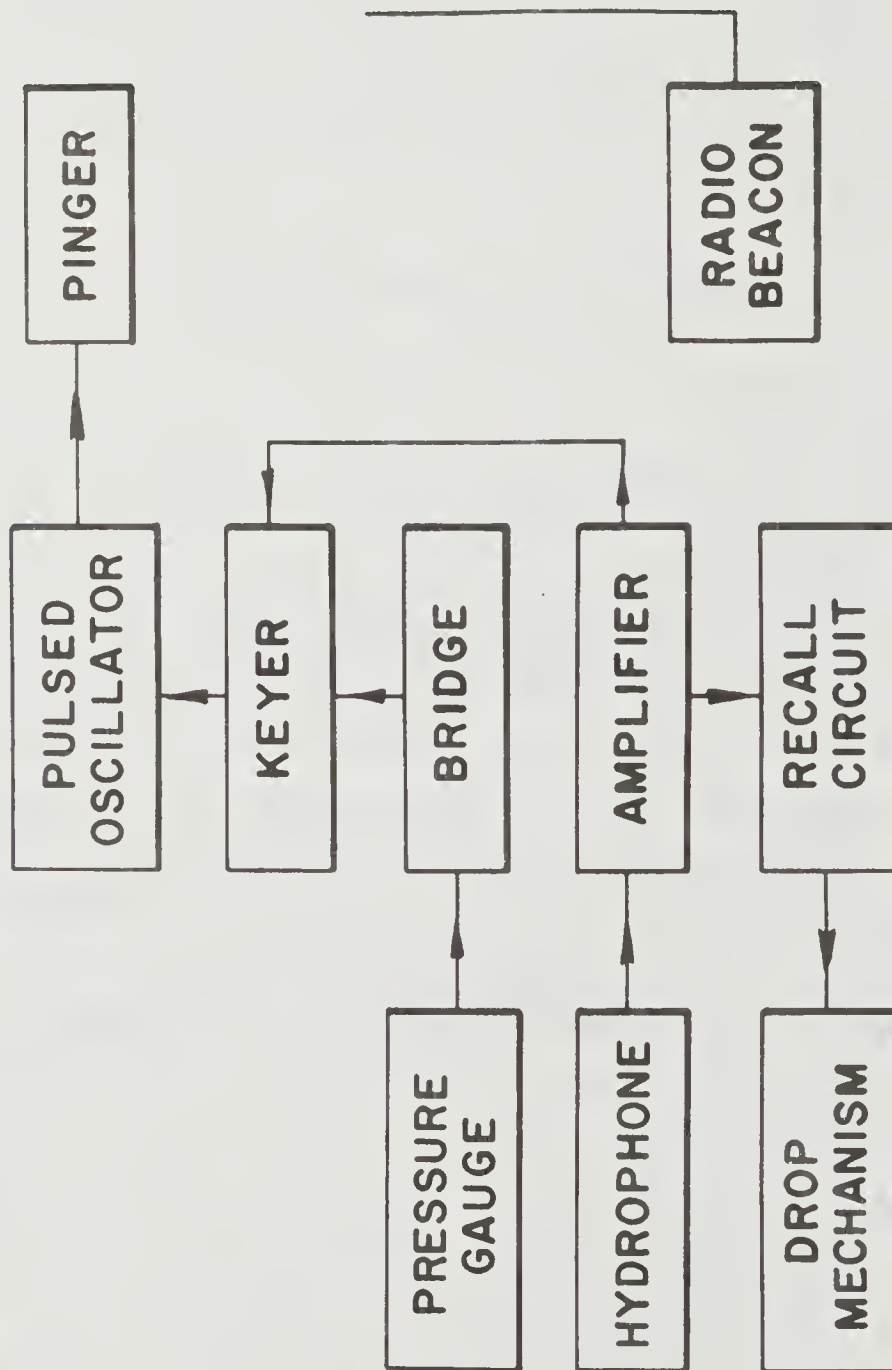 PULSED
OSCILLATOR
PINGER
KEYER
PRESSURE
GAUGE
BRIDGE
HYDROPHONE
AMPLIFIER
DROP
MECHANISM
RECALL
CIRCUIT
RADIO
BEACON